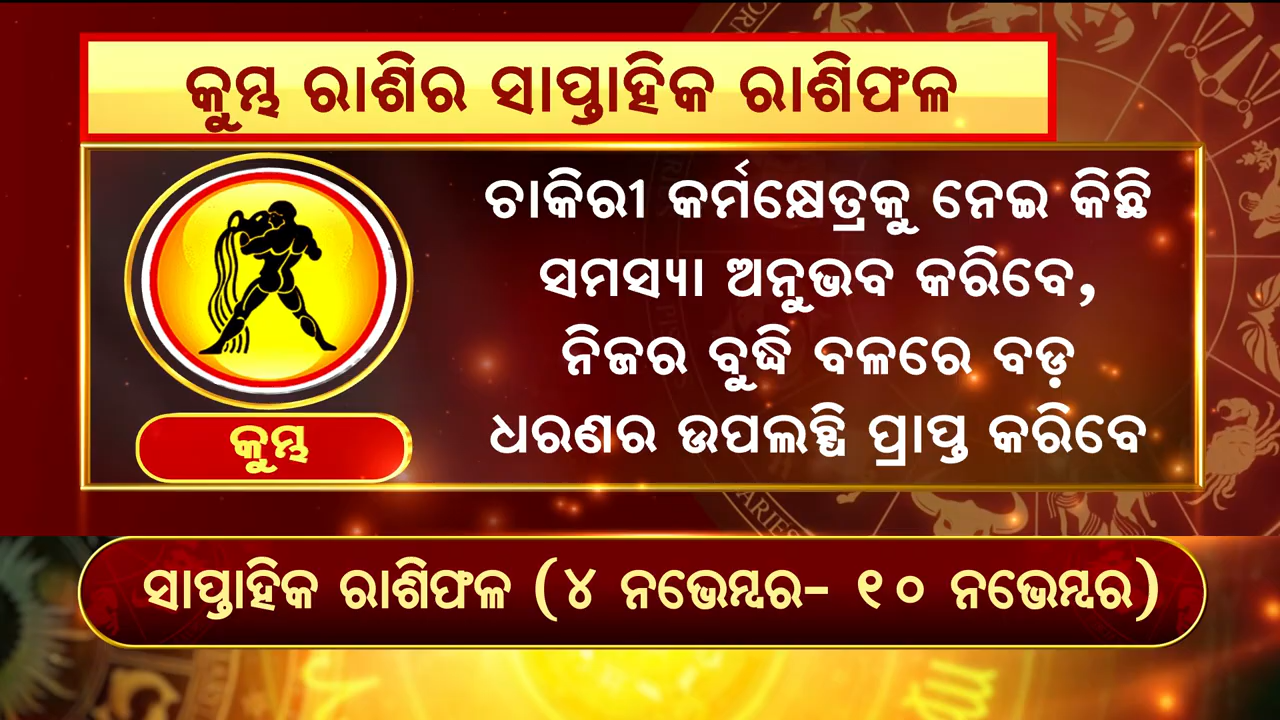 କୁମ୍ଭ ରାଶିର ସାପ୍ତାହିକ ରାଶିଫଳ
ଚାକିରୀ କର୍ମକ୍ଷେତ୍ରକୁ ନେଇ କିଛି
ସମସ୍ୟା ଅନୁଭବ କରିବେ,
ନିଜର ବୁଦ୍ଧି ବଳରେ ବଡ଼
ଧରଣର ଉପଲବ୍ଧି ପ୍ରାପ୍ତ କରିବେ
କୁମ୍ଭ
ସାପ୍ତାହିକ ରାଶିଫଳ (୪ ନଭେମ୍ବର- ୧୦ ନଭେମ୍ବର)
ARIES